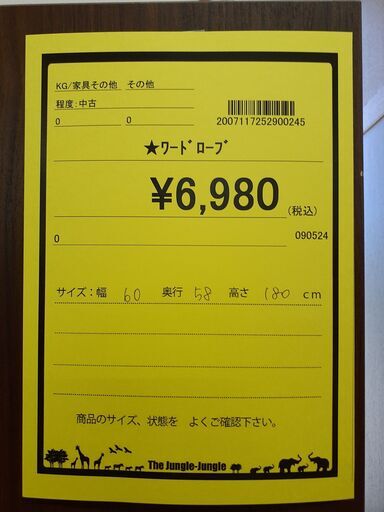 KG/家具その他 その他
程度:中古
0 0
2007117252900245
★ﾜｰﾄﾞﾛｰﾌﾞ
¥6,980(税込)
0 090524
サイズ:幅 60 奥行 58 高さ 180 cm
商品のサイズ、状態を よくご確認下さい。
The Jungle-Jungle